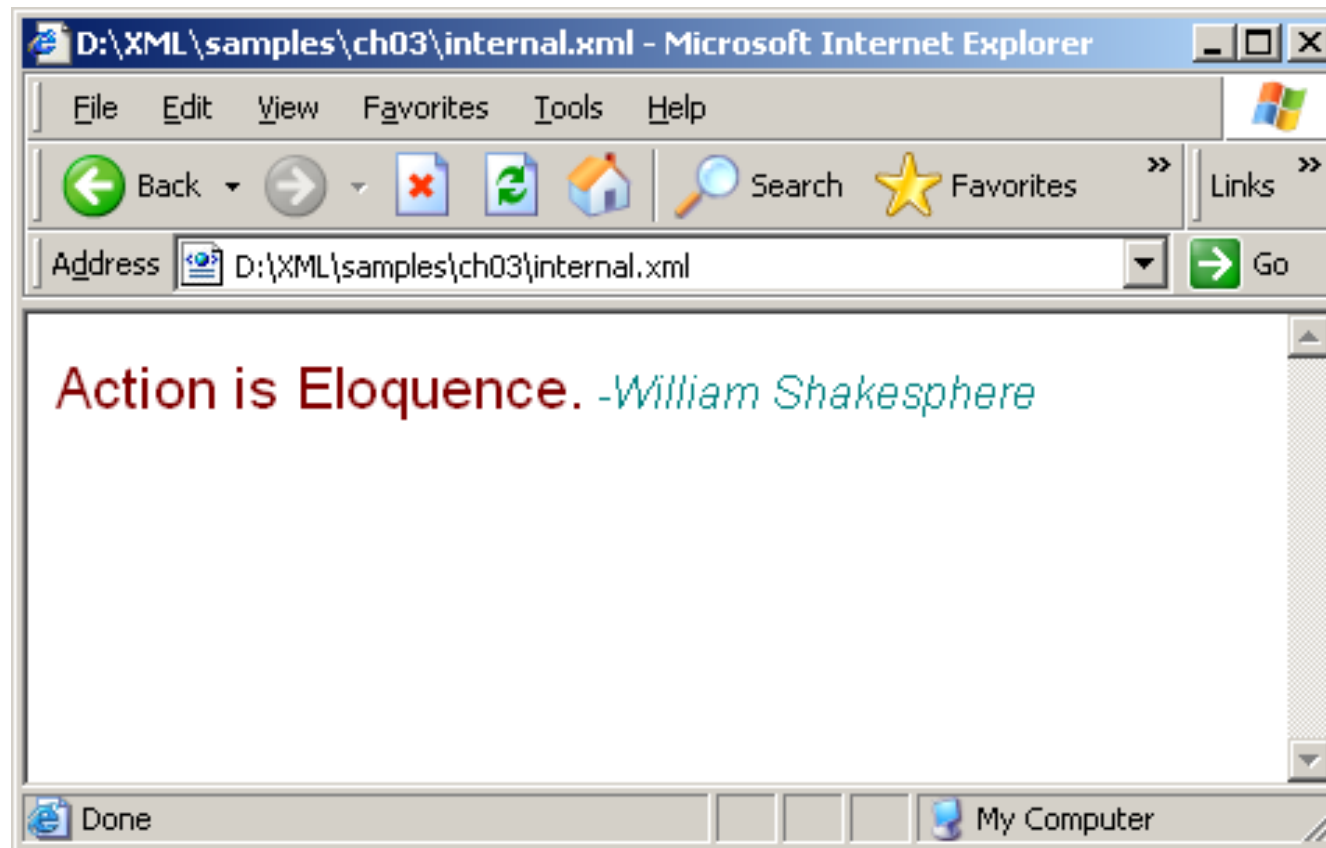 D:\XML\samples\ch03\internal.xml - Microsoft Internet Explorer
File Edit View Favorites Tools Help
Back Search Favorites » Links »
Address D:\XML\samples\ch03\internal.xml Go
Action is Eloquence. -William Shakesphere
Done My Computer